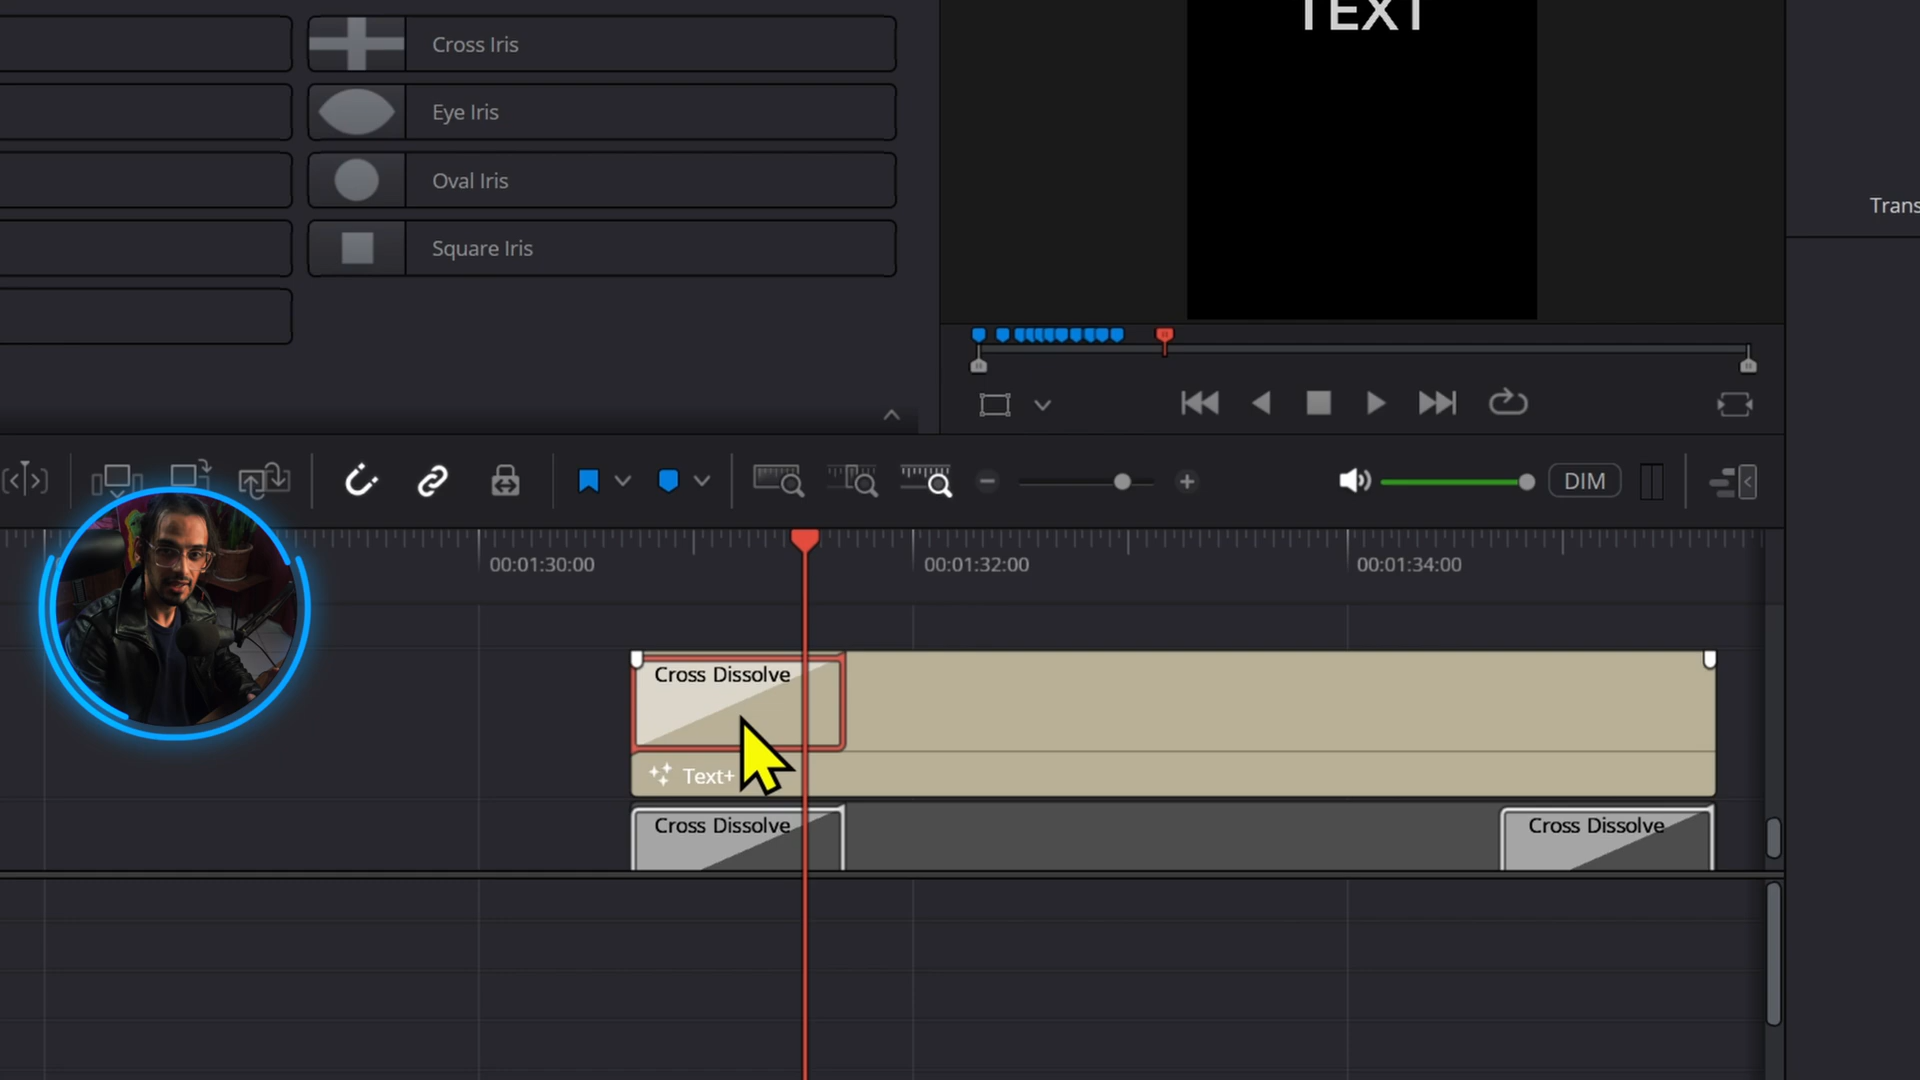 TEXT
Cross Iris
Eye Iris
Oval Iris
Square Iris
Trans
DIM
00:01:30:00
00:01:32:00
00:01:34:00
Cross Dissolve
Text+
Cross Dissolve
Cross Dissolve